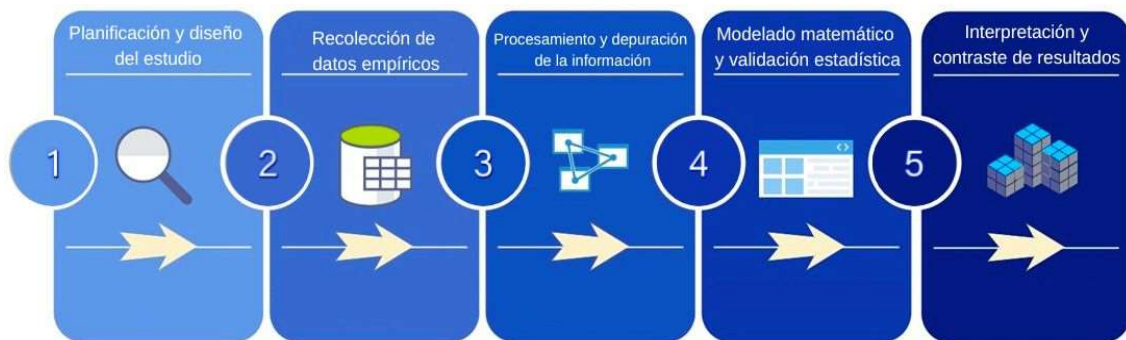 Planificación y diseño
del estudio
1
Recolección de
datos empíricos
2
Procesamiento y depuración
de la información
3
Modelado matemático
y validación estadística
4
Interpretación y
contraste de resultados
5